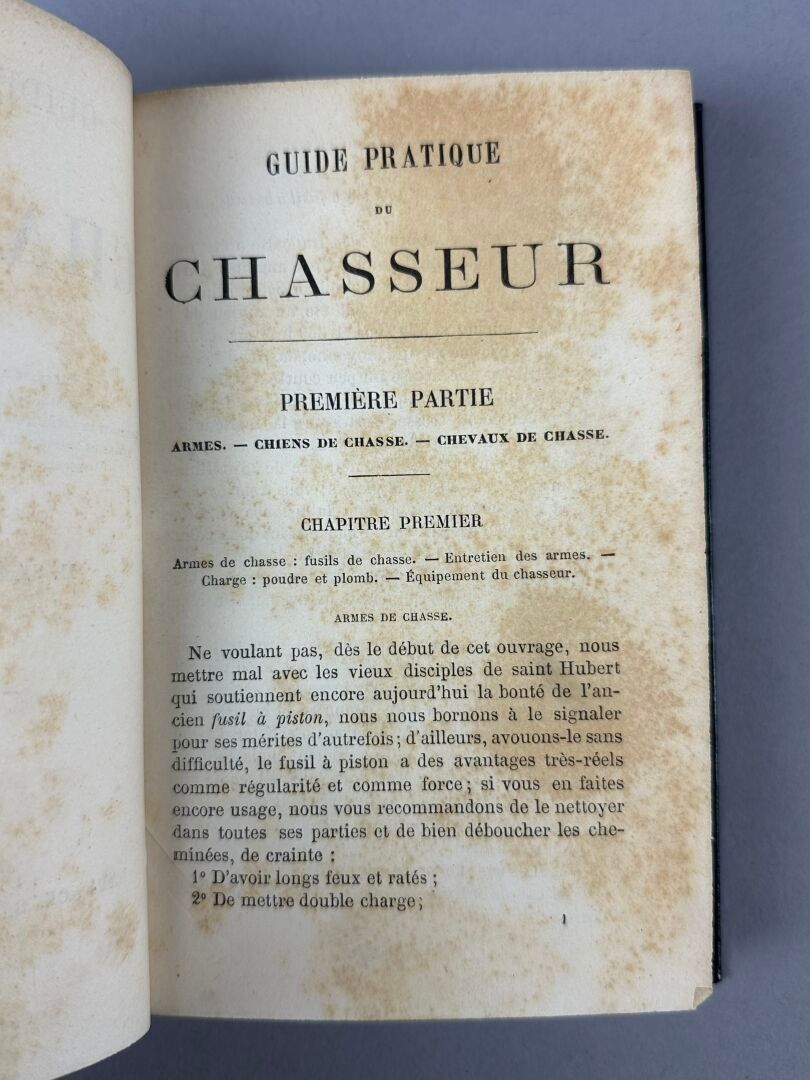 GUIDE PRATIQUE
DU
CHASSEUR
PREMIÈRE PARTIE
ARMES. — CHIENS DE CHASSE. — CHEVAUX DE CHASSE.
CHAPITRE PREMIER
Armes de chasse : fusils de chasse. — Entretien des armes. —
Charge : poudre et plomb. — Équipement du chasseur.
ARMES DE CHASSE.
Ne voulant pas, dès le début de cet ouvrage, nous
mettre mal avec les vieux disciples de saint Hubert
qui soutiennent encore aujourd'hui la bonté de l'an-
cien fusil à piston, nous nous bornons à le signaler
pour ses mérites d'autrefois ; d'ailleurs, avouons-le sans
difficulté, le fusil à piston a des avantages très-réels
comme régularité et comme force ; si vous en faites
encore usage, nous vous recommandons de le nettoyer
dans toutes ses parties et de bien déboucher les che-
minées, de crainte :
1º D'avoir longs feux et ratés ;
2º De mettre double charge;
1